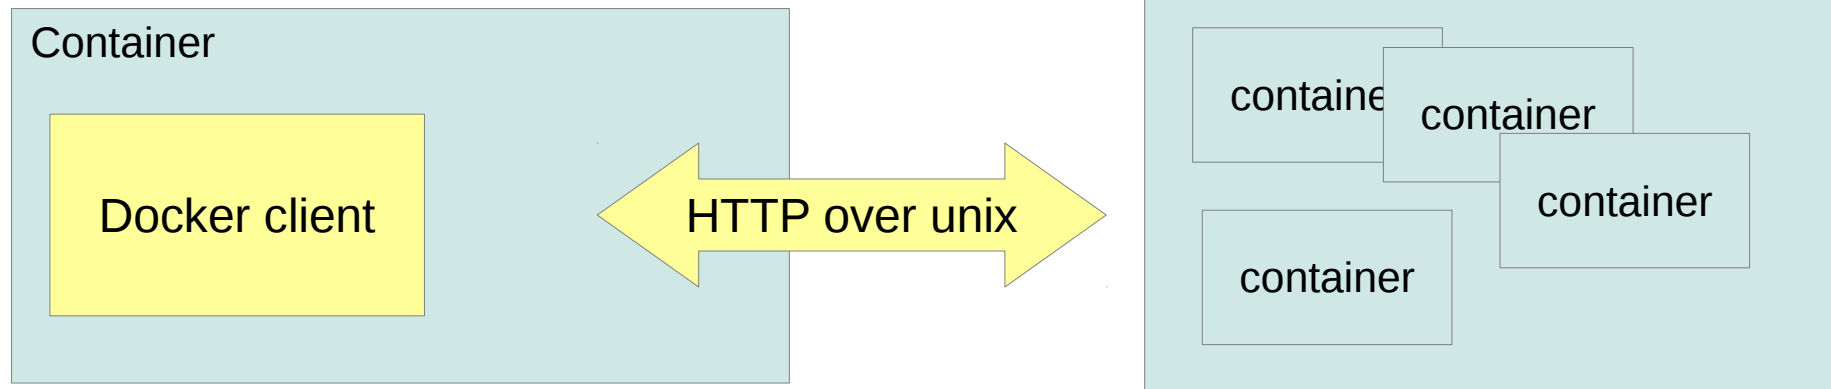 Container
Docker client
HTTP over unix
containe
container
container
container